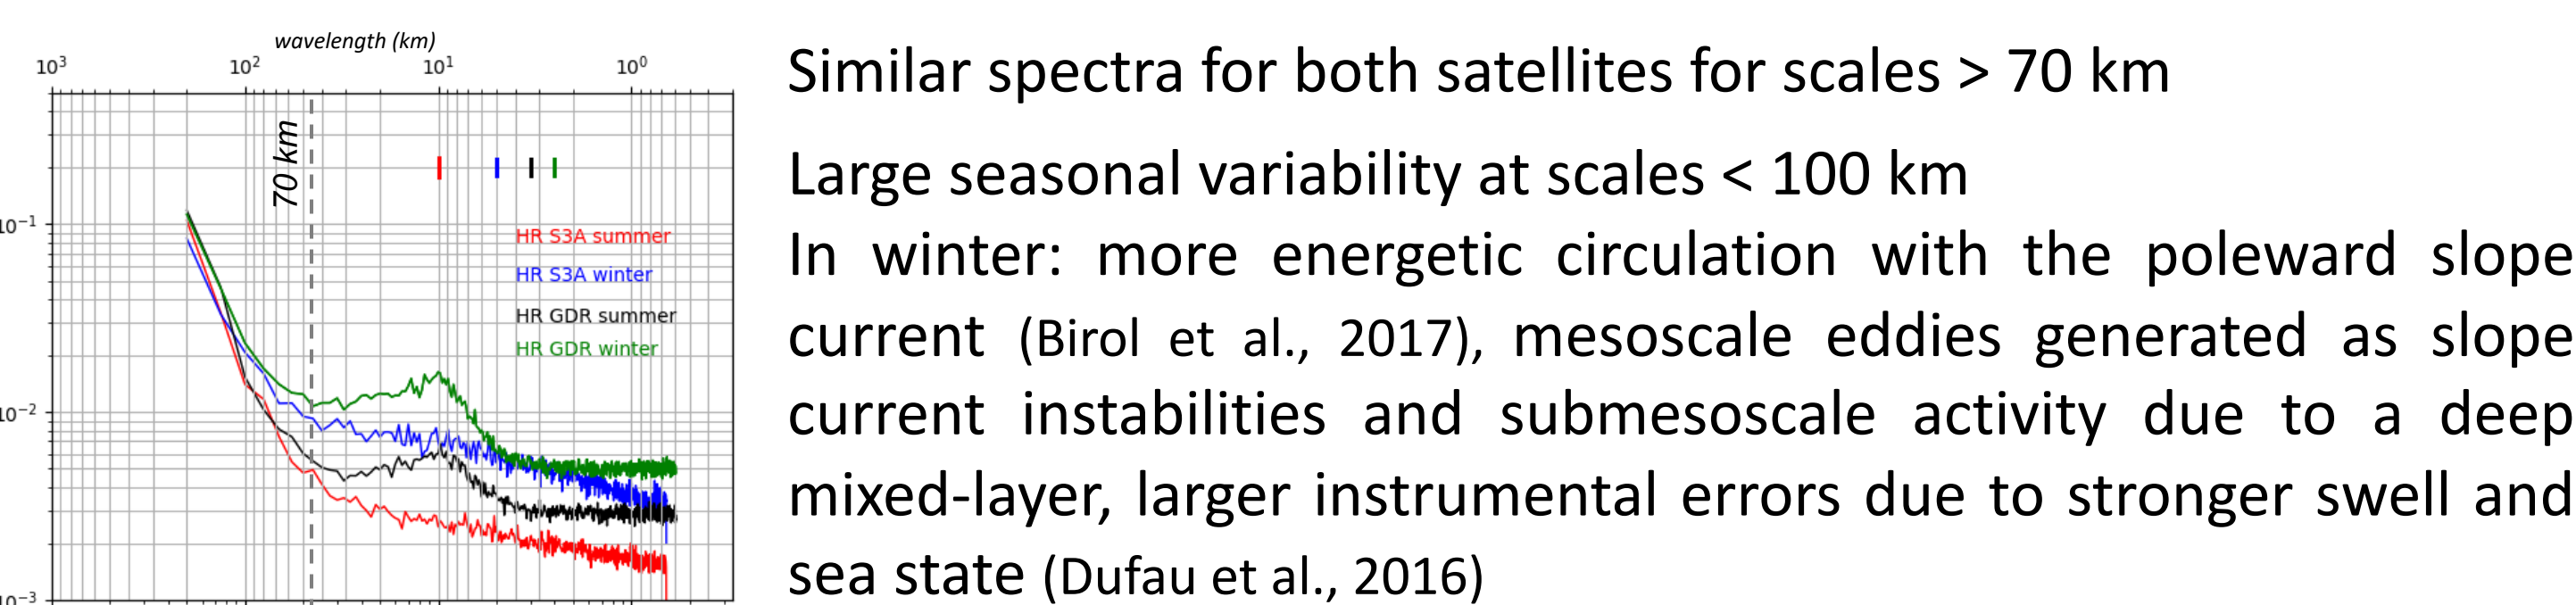 wavelength (km)
10³ 10² 10¹ 10⁰
70 km
10⁻¹
HR S3A summer
HR S3A winter
HR GDR summer
HR GDR winter
10⁻²
10⁻³
Similar spectra for both satellites for scales > 70 km
Large seasonal variability at scales < 100 km
In winter: more energetic circulation with the poleward slope
current (Birol et al., 2017), mesoscale eddies generated as slope
current instabilities and submesoscale activity due to a deep
mixed-layer, larger instrumental errors due to stronger swell and
sea state (Dufau et al., 2016)